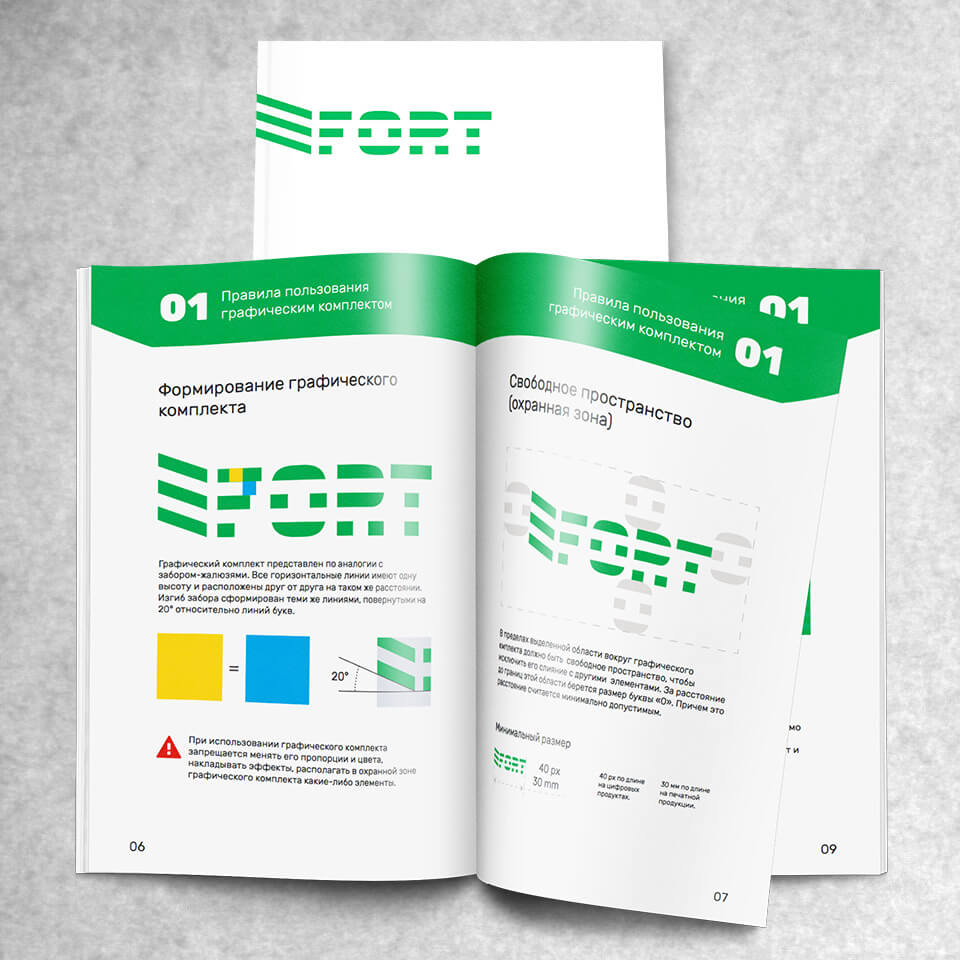 FORT
01
Правила пользования
графическим комплектом
Формирование графического
комплекта
FORT
Графический комплект представлен по аналогии с
забором-жалюзями. Все горизонтальные линии имеют одну
высоту и расположены друг от друга на таком же расстоянии.
Изгиб забора сформирован теми же линиями, повернутыми на
20° относительно линий букв.
=
20°
При использовании графического комплекта
запрещается менять его пропорции и цвета,
накладывать эффекты, располагать в охранной зоне
графического комплекта какие-либо элементы.
06
Правила пользования
графическим комплектом
01
Свободное пространство
(охранная зона)
O
O FORT O
O
В пределах выделенной области вокруг графического
кмплекта должно быть свободное пространство, чтобы
исключить его слияние с другими элементами. За расстояние
до границ этой области берется размер буквы «О». Причем это
расстояние считается минимально допустимым.
Минимальный размер
FORT
40 px
30 mm
40 px по длине
на цифровых
продуктах.
30 мм по длине
на печатной
продукции.
07
01
09